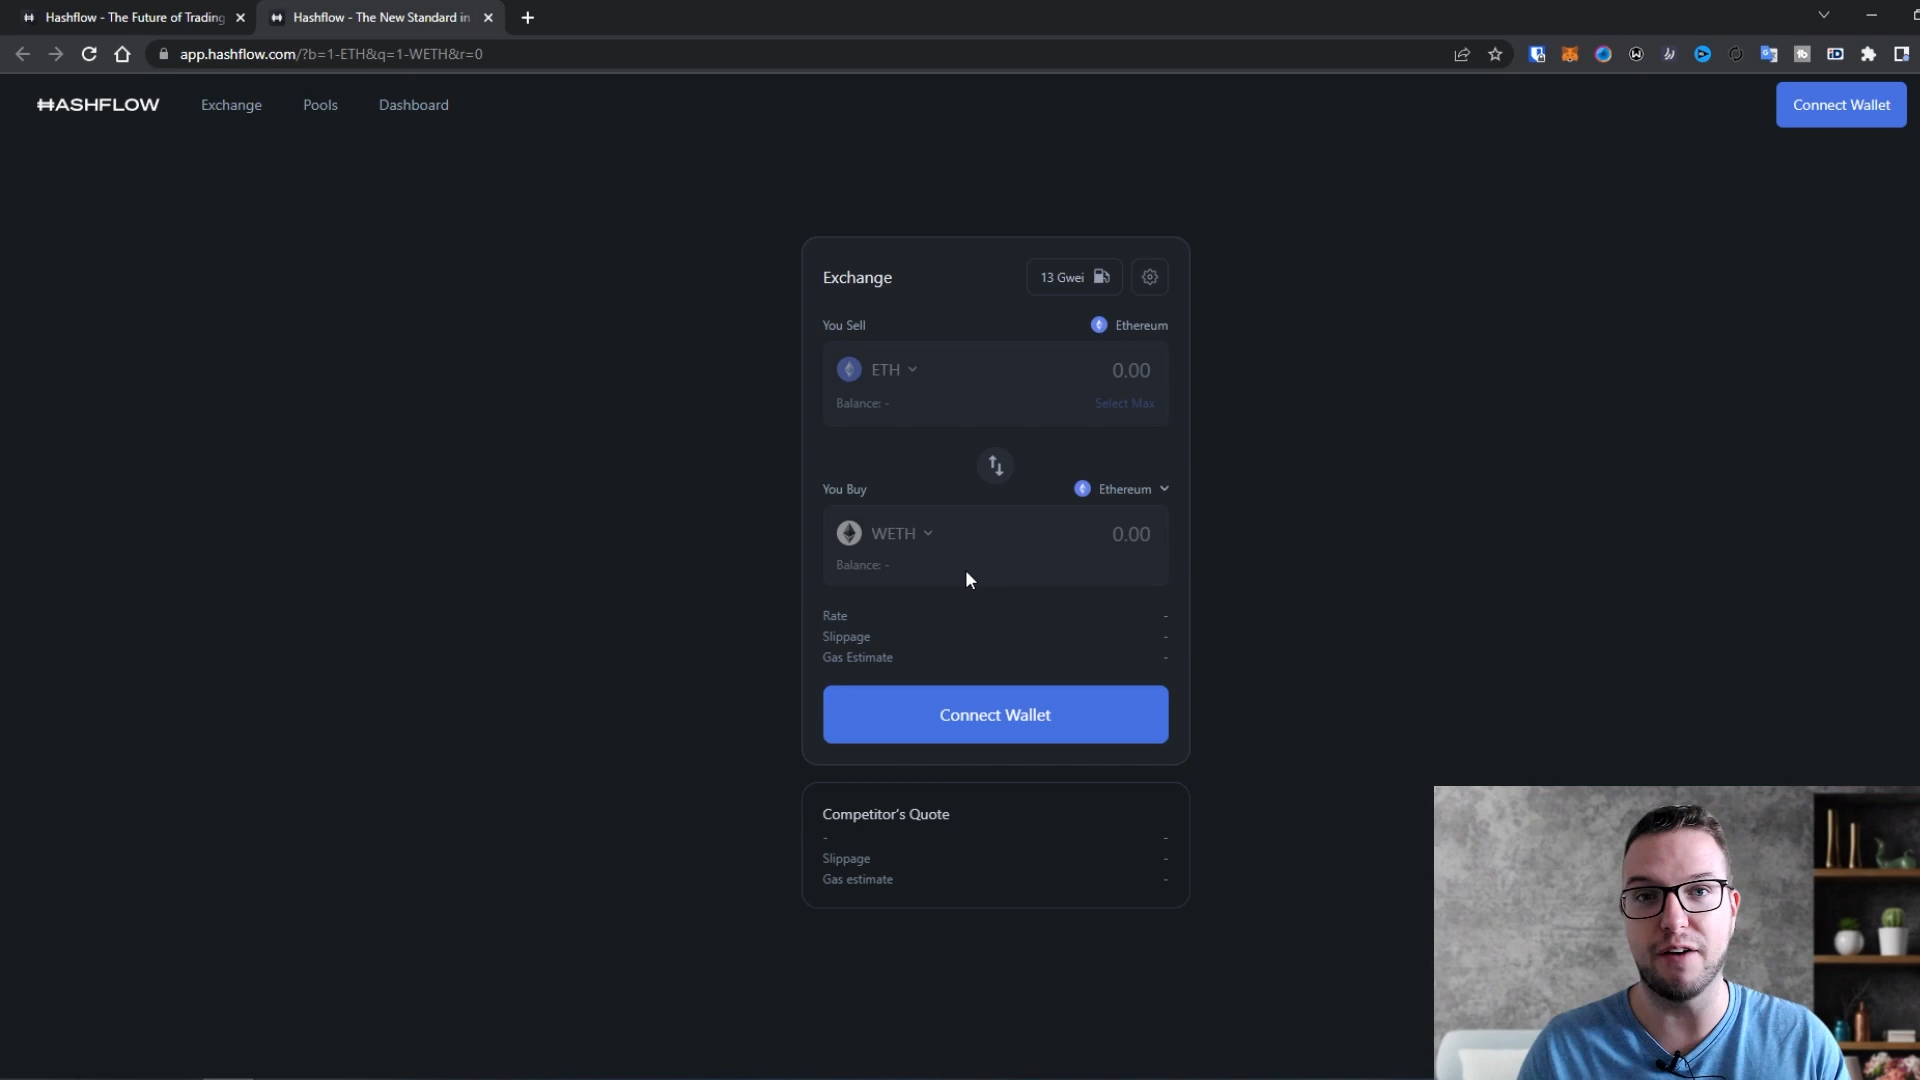 Hashflow - The Future of Trading
Hashflow - The New Standard in
app.hashflow.com/?b=1-ETH&q=1-WETH&r=0
HASHFLOW Exchange Pools Dashboard
Connect Wallet
Exchange
13 Gwei
You Sell
Ethereum
ETH
0.00
Balance: -
Select Max
You Buy
Ethereum
WETH
0.00
Balance: -
Rate -
Slippage -
Gas Estimate -
Connect Wallet
Competitor's Quote
- -
Slippage -
Gas estimate -